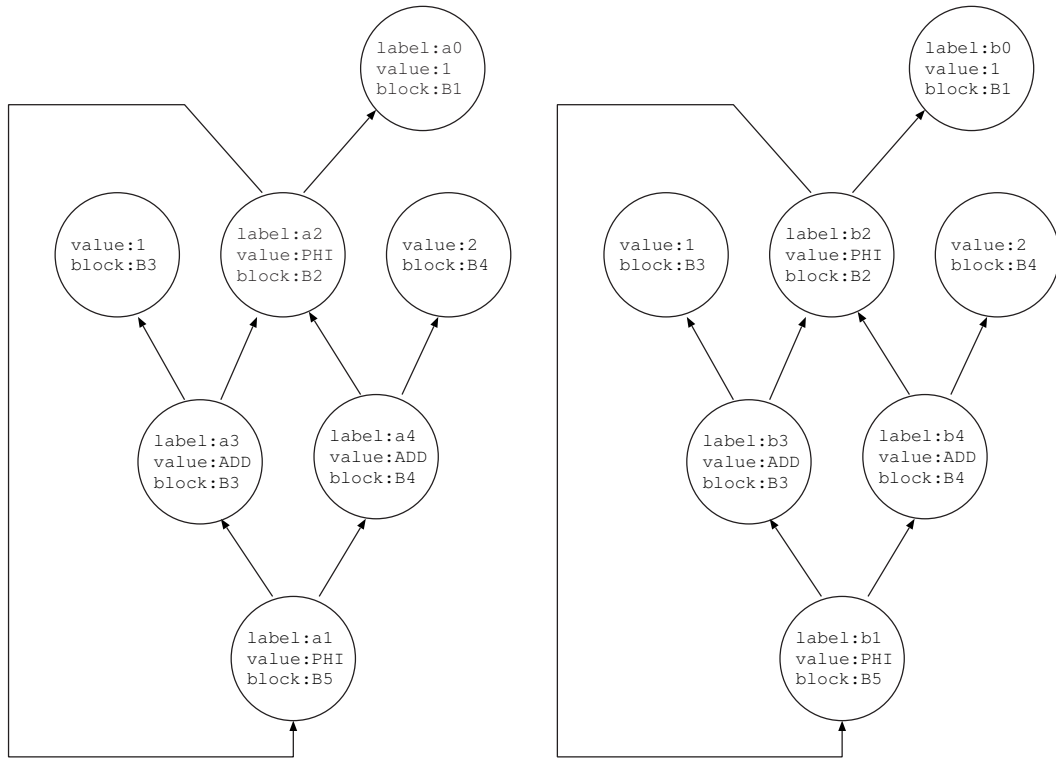 label:a0
value:1
block:B1
label:b0
value:1
block:B1
value:1
block:B3
label:a2
value:PHI
block:B2
value:2
block:B4
value:1
block:B3
label:b2
value:PHI
block:B2
value:2
block:B4
label:a3
value:ADD
block:B3
label:a4
value:ADD
block:B4
label:b3
value:ADD
block:B3
label:b4
value:ADD
block:B4
label:a1
value:PHI
block:B5
label:b1
value:PHI
block:B5